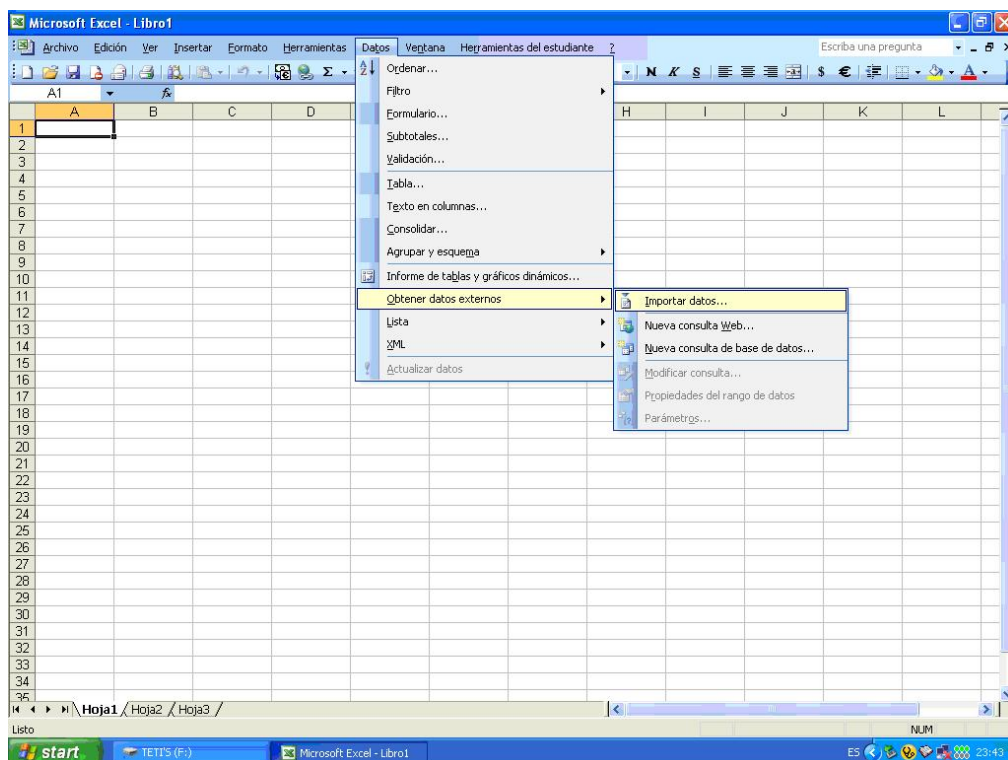 Microsoft Excel - Libro1
Archivo Edición Ver Insertar Formato Herramientas Datos Ventana Herramientas del estudiante ?
Escriba una pregunta
Σ N K S $ € A
A1 fx
A B C D H I J K L
1
2
3
4
5
6
7
8
9
10
11
12
13
14
15
16
17
18
19
20
21
22
23
24
25
26
27
28
29
30
31
32
33
34
35
Ordenar...
Filtro
Formulario...
Subtotales...
Validación...
Tabla...
Texto en columnas...
Consolidar...
Agrupar y esquema
Informe de tablas y gráficos dinámicos...
Obtener datos externos
Lista
XML
Actualizar datos
Importar datos...
Nueva consulta Web...
Nueva consulta de base de datos...
Modificar consulta...
Propiedades del rango de datos
Parámetros...
Hoja1 Hoja2 Hoja3
Listo
NUM
start TETI'S (F:) Microsoft Excel - Libro1 ES 23:43